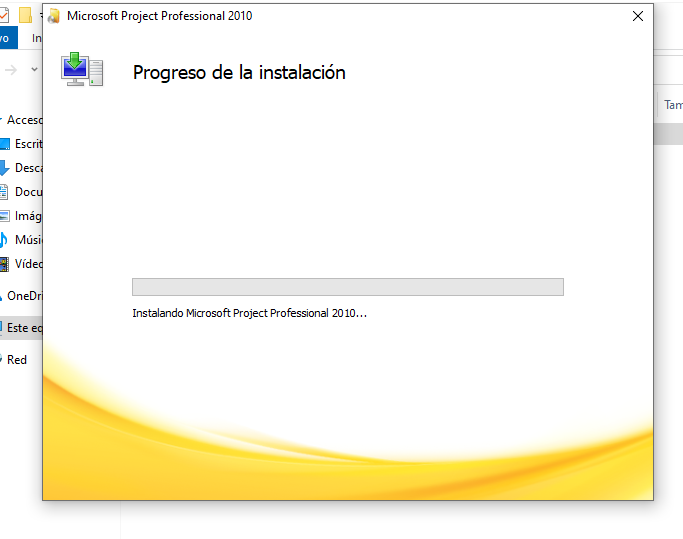 Microsoft Project Professional 2010
Progreso de la instalación
Instalando Microsoft Project Professional 2010...
vo
In
Tam
Acceso
Escrit
Desca
Docu
Imág
Músi
Vídeo
OneDri
Este eq
Red